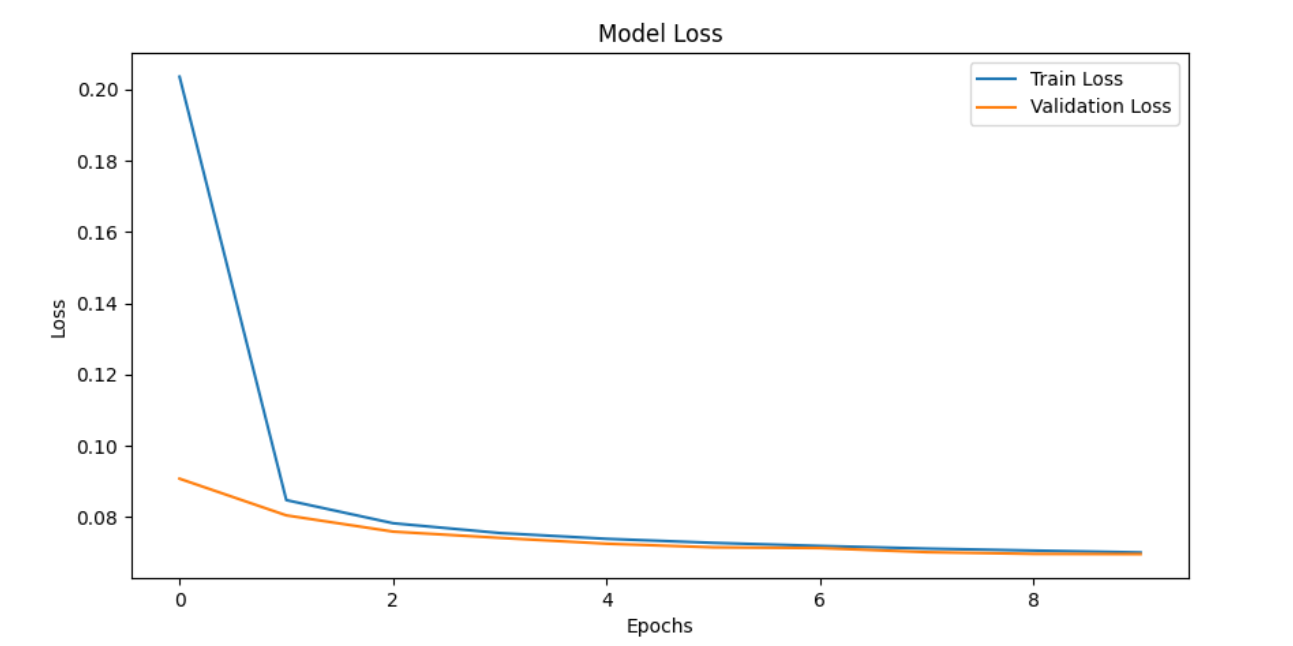 Model Loss
Train Loss
Validation Loss
0.20
0.18
0.16
0.14
0.12
0.10
0.08
Loss
0 2 4 6 8
Epochs